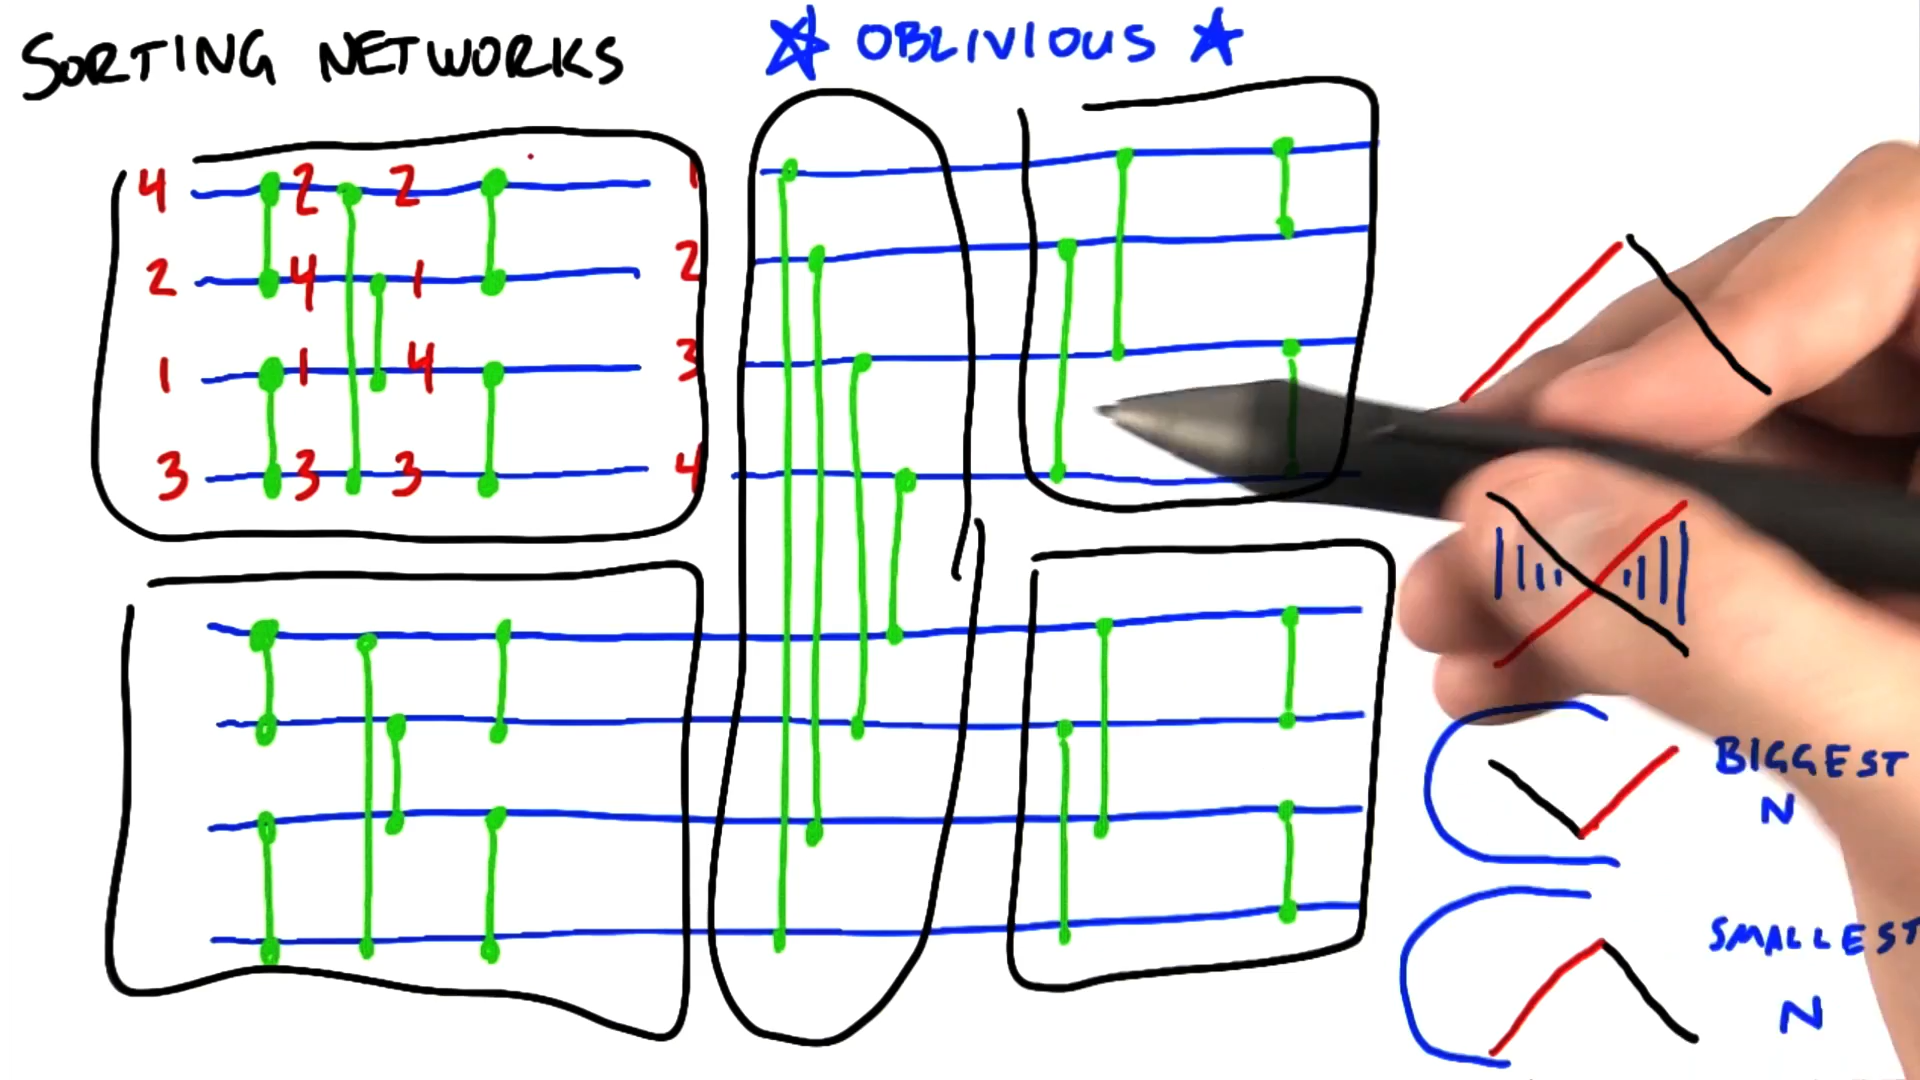 SORTING NETWORKS
☆ OBLIVIOUS ★
4 2 2 1
2 4 1 2
1 1 4 3
3 3 3 4
BIGGEST
N
SMALLEST
N